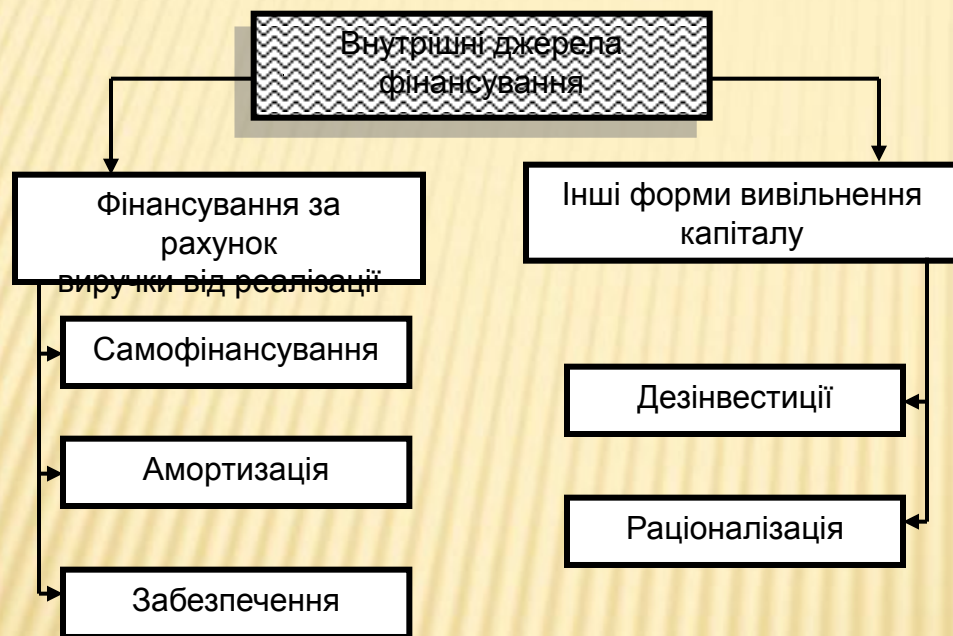 Внутрішні джерела
фінансування
Фінансування за
рахунок
виручки від реалізації
Самофінансування
Амортизація
Забезпечення
Інші форми вивільнення
капіталу
Дезінвестиції
Раціоналізація